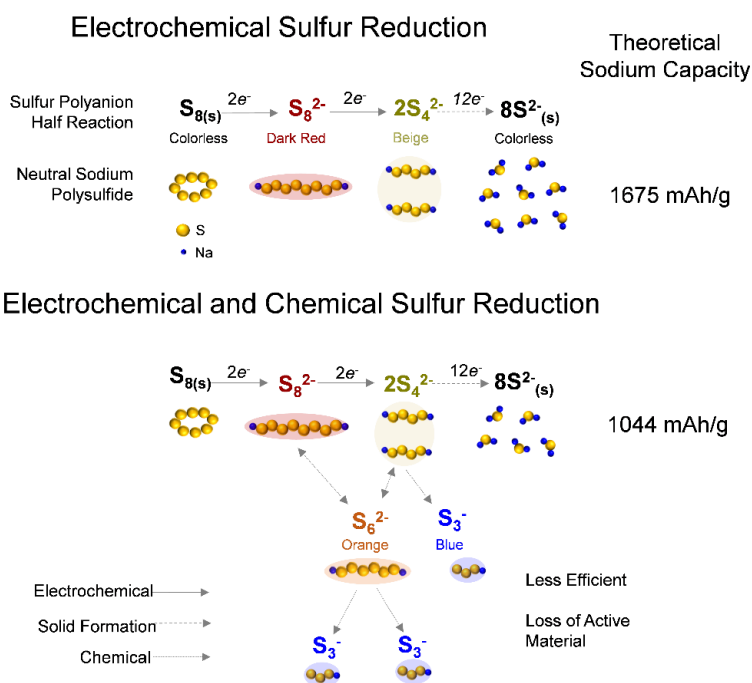 Electrochemical Sulfur Reduction
Theoretical
Sodium Capacity
Sulfur Polyanion
Half Reaction
S8(s) 2e- S8²⁻ 2e- 2S4²⁻ 12e- 8S²⁻(s)
Colorless Dark Red Beige Colorless
Neutral Sodium
Polysulfide
1675 mAh/g
S
Na
Electrochemical and Chemical Sulfur Reduction
S8(s) 2e- S8²⁻ 2e- 2S4²⁻ 12e- 8S²⁻(s)
1044 mAh/g
S6²⁻ S3⁻
Orange Blue
Electrochemical
Solid Formation
Chemical
S3⁻ S3⁻
Less Efficient
Loss of Active
Material